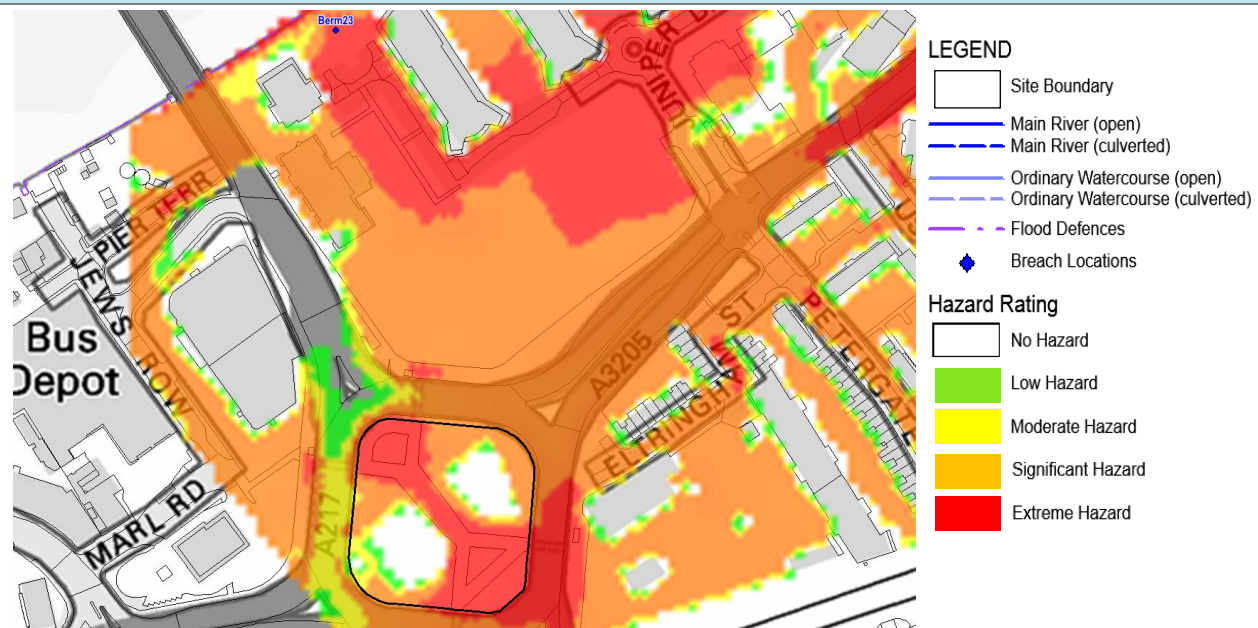 Berm23
JUNIPER
PIER TERR
JEWS ROW
Bus
Depot
MARL RD
A217
A3205
ELTRINGHAM ST
PETERGATE
LEGEND
Site Boundary
Main River (open)
Main River (culverted)
Ordinary Watercourse (open)
Ordinary Watercourse (culverted)
Flood Defences
Breach Locations
Hazard Rating
No Hazard
Low Hazard
Moderate Hazard
Significant Hazard
Extreme Hazard